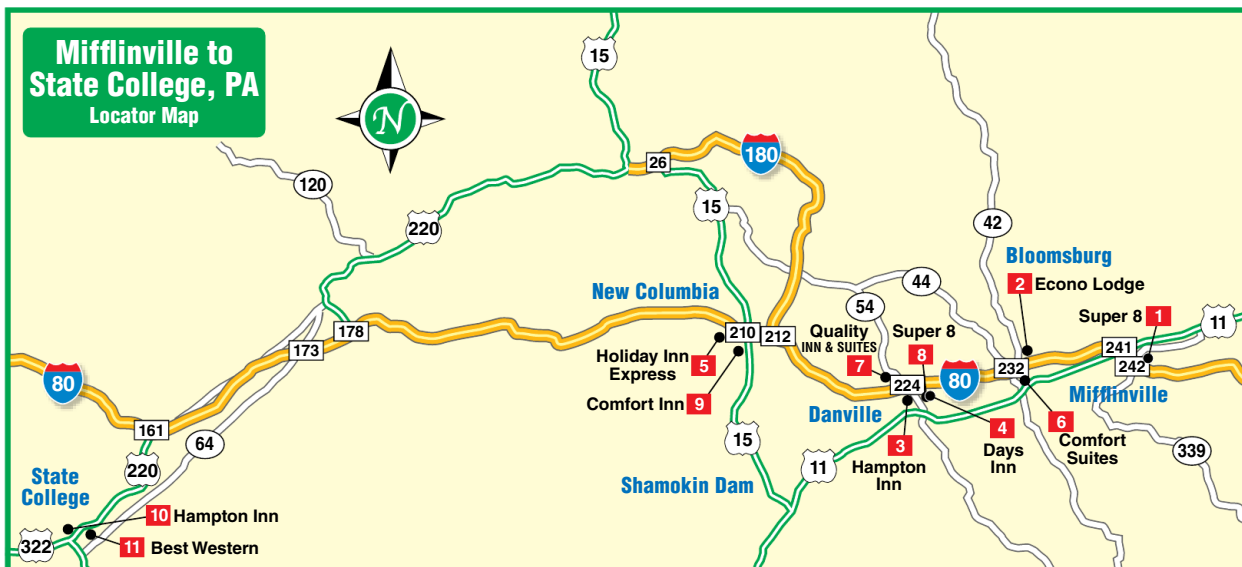 Mifflinville to
State College, PA
Locator Map
N
15
180
26
120
15
220
42
Bloomsburg
2 Econo Lodge
44
New Columbia
54
Super 8 1
11
178
210
212
Quality
INN & SUITES
Super 8
241
173
Holiday Inn
Express
5
7
8
232
242
80
224
80
Mifflinville
Comfort Inn 9
Danville
161
3
4
6
64
15
Hampton
Inn
Days
Inn
Comfort
Suites
339
220
11
State
College
Shamokin Dam
10 Hampton Inn
322
11 Best Western